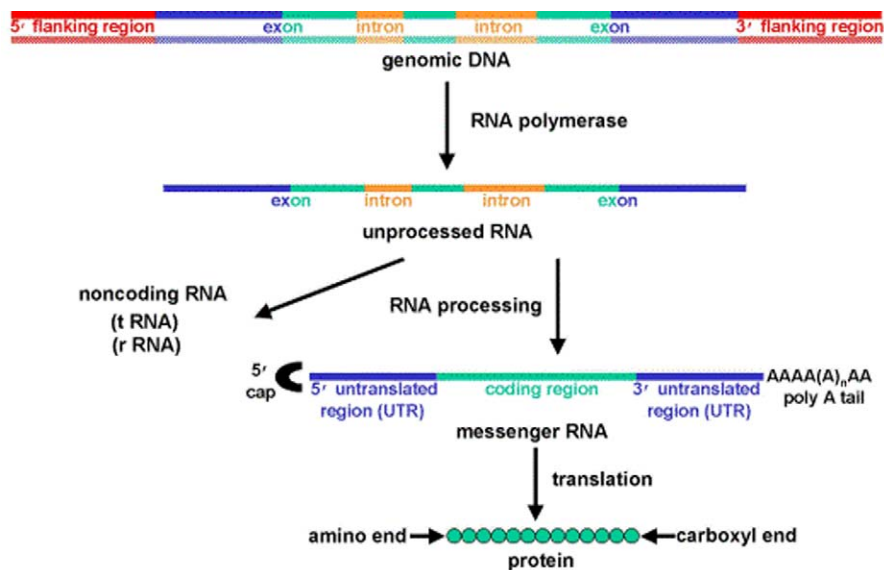 5′ flanking region exon intron intron exon 3′ flanking region
genomic DNA
RNA polymerase
exon intron intron exon
unprocessed RNA
noncoding RNA
(t RNA)
(r RNA)
RNA processing
5′
cap
5′ untranslated
region (UTR)
coding region
3′ untranslated
region (UTR)
AAAA(A)nAA
poly A tail
messenger RNA
translation
amino end
carboxyl end
protein